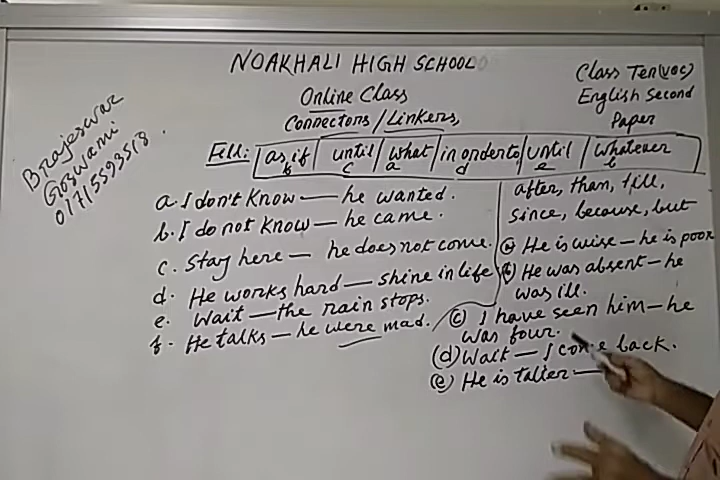 NOAKHALI HIGH SCHOOL
Online Class
Connectors / Linkers,
Class Ten (VOC)
English Second
Paper
Brajeswar
Goswami
01715593518.
Fill: as if until what in order to until whatever
f c a d e b
a. I don't know — he wanted.
b. I do not know — he came.
c. Stay here — he does not come.
d. He works hard — shine in life
e. Wait — the rain stops.
f. He talks — he were mad.
after, than, till,
since, because, but
(a) He is wise — he is poor
(b) He was absent — he
was ill.
(c) I have seen him — he
was four.
(d) Wait — I come back.
(e) He is taller —